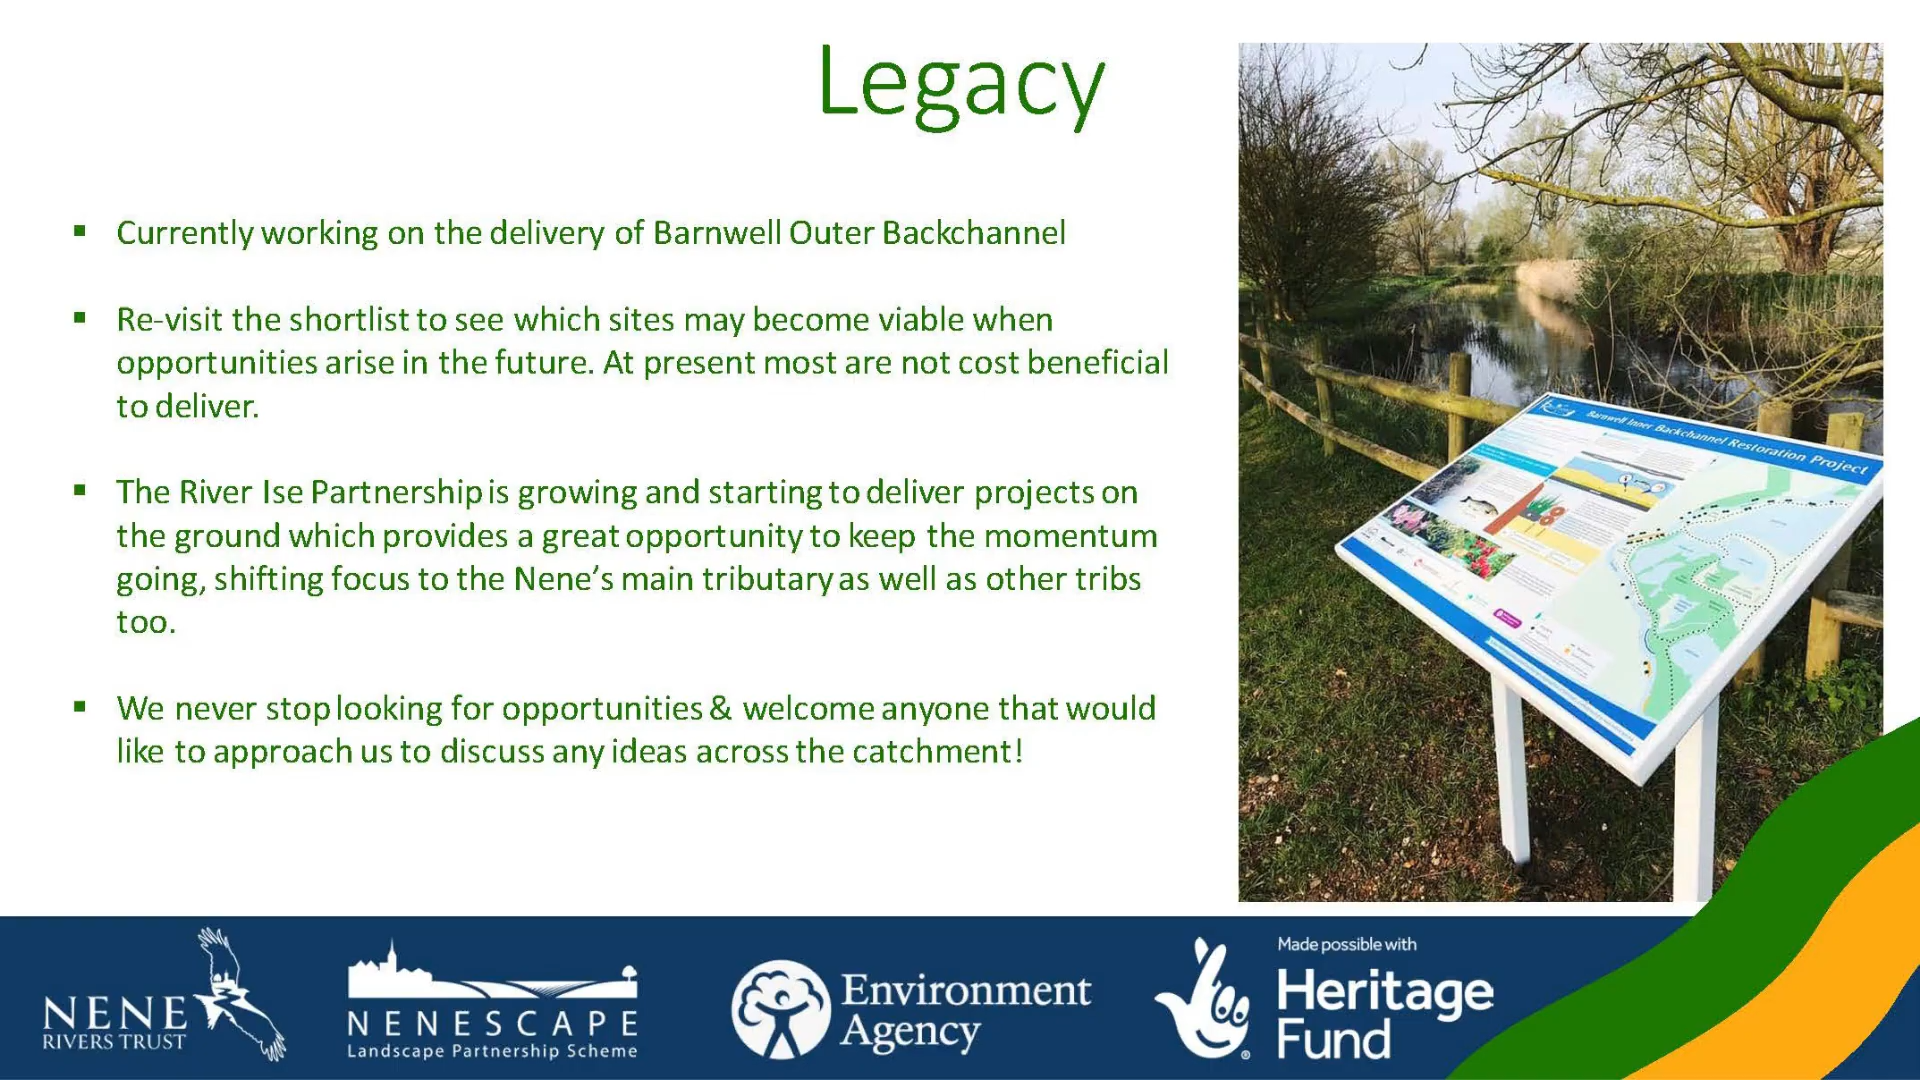 Legacy
▪ Currently working on the delivery of Barnwell Outer Backchannel
▪ Re-visit the shortlist to see which sites may become viable when
opportunities arise in the future. At present most are not cost beneficial
to deliver.
▪ The River Ise Partnership is growing and starting to deliver projects on
the ground which provides a great opportunity to keep the momentum
going, shifting focus to the Nene’s main tributary as well as other tribs
too.
▪ We never stop looking for opportunities & welcome anyone that would
like to approach us to discuss any ideas across the catchment!
Barnwell Inner Backchannel Restoration Project
NENE
RIVERS TRUST
NENESCAPE
Landscape Partnership Scheme
Environment
Agency
Made possible with
Heritage
Fund